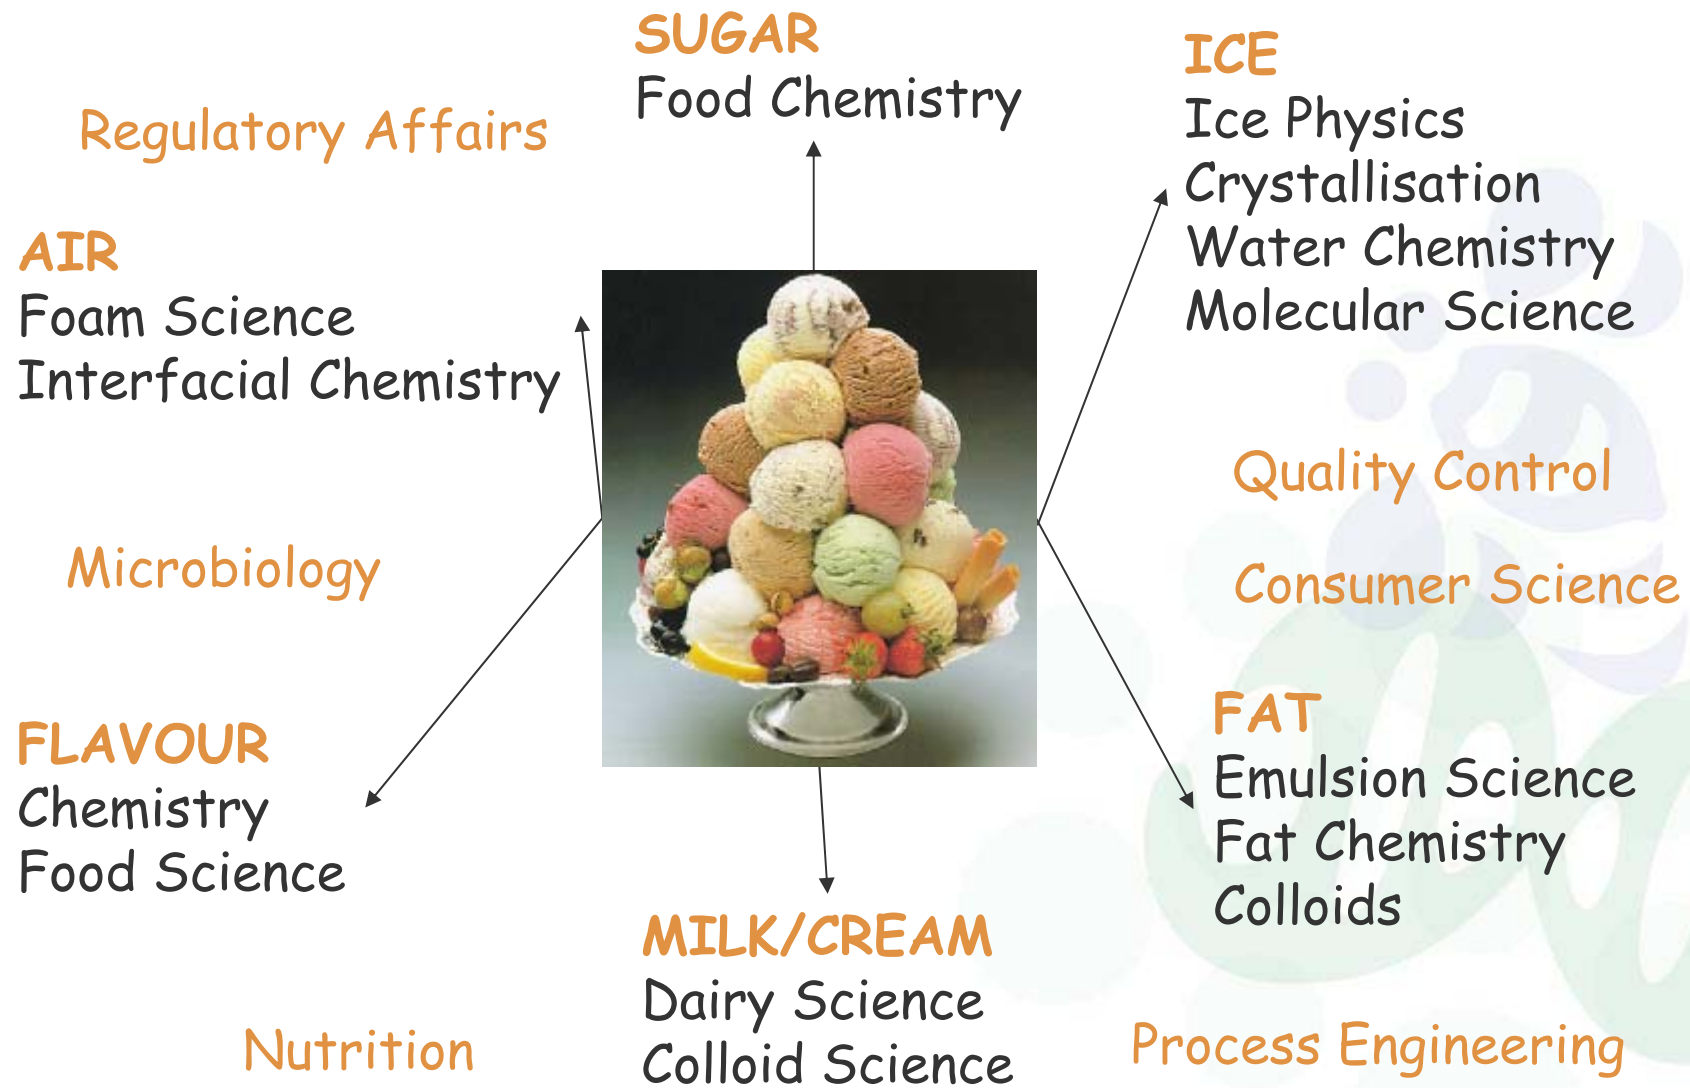 SUGAR
Food Chemistry
ICE
Ice Physics
Crystallisation
Water Chemistry
Molecular Science
Regulatory Affairs
AIR
Foam Science
Interfacial Chemistry
Quality Control
Microbiology
Consumer Science
FLAVOUR
Chemistry
Food Science
FAT
Emulsion Science
Fat Chemistry
Colloids
MILK/CREAM
Dairy Science
Colloid Science
Nutrition
Process Engineering